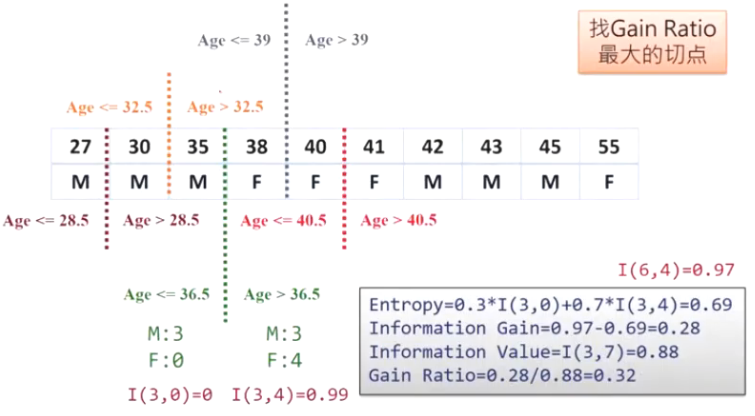 Age <= 39 Age > 39
找Gain Ratio
最大的切点
Age <= 32.5 Age > 32.5
27 30 35 38 40 41 42 43 45 55
M M M F F F M M M F
Age <= 28.5 Age > 28.5 Age <= 40.5 Age > 40.5
I(6,4)=0.97
Age <= 36.5 Age > 36.5
M:3 M:3
F:0 F:4
I(3,0)=0 I(3,4)=0.99
Entropy=0.3*I(3,0)+0.7*I(3,4)=0.69
Information Gain=0.97-0.69=0.28
Information Value=I(3,7)=0.88
Gain Ratio=0.28/0.88=0.32